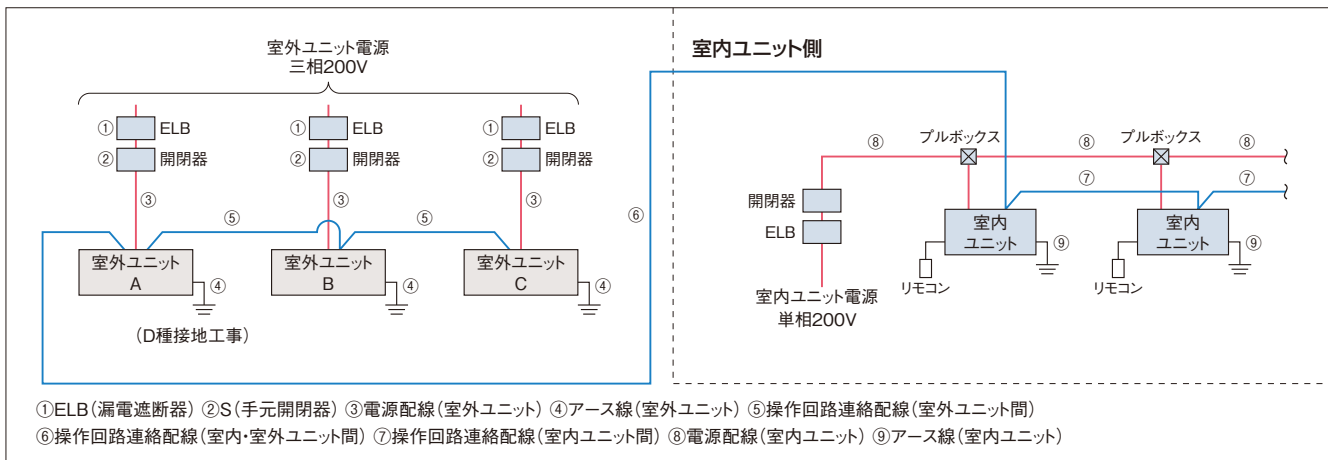 室外ユニット電源
三相200V
① ELB
② 開閉器
③
① ELB
② 開閉器
③
① ELB
② 開閉器
③
⑤
⑤
⑥
室外ユニット
A
④
室外ユニット
B
④
室外ユニット
C
④
(D種接地工事)
室内ユニット側
プルボックス
プルボックス
⑧
⑧
⑧
⑦
⑦
開閉器
ELB
室内ユニット電源
単相200V
室内
ユニット
⑨
リモコン
室内
ユニット
⑨
リモコン
①ELB(漏電遮断器) ②S(手元開閉器) ③電源配線(室外ユニット) ④アース線(室外ユニット) ⑤操作回路連絡配線(室外ユニット間)
⑥操作回路連絡配線(室内・室外ユニット間) ⑦操作回路連絡配線(室内ユニット間) ⑧電源配線(室内ユニット) ⑨アース線(室内ユニット)